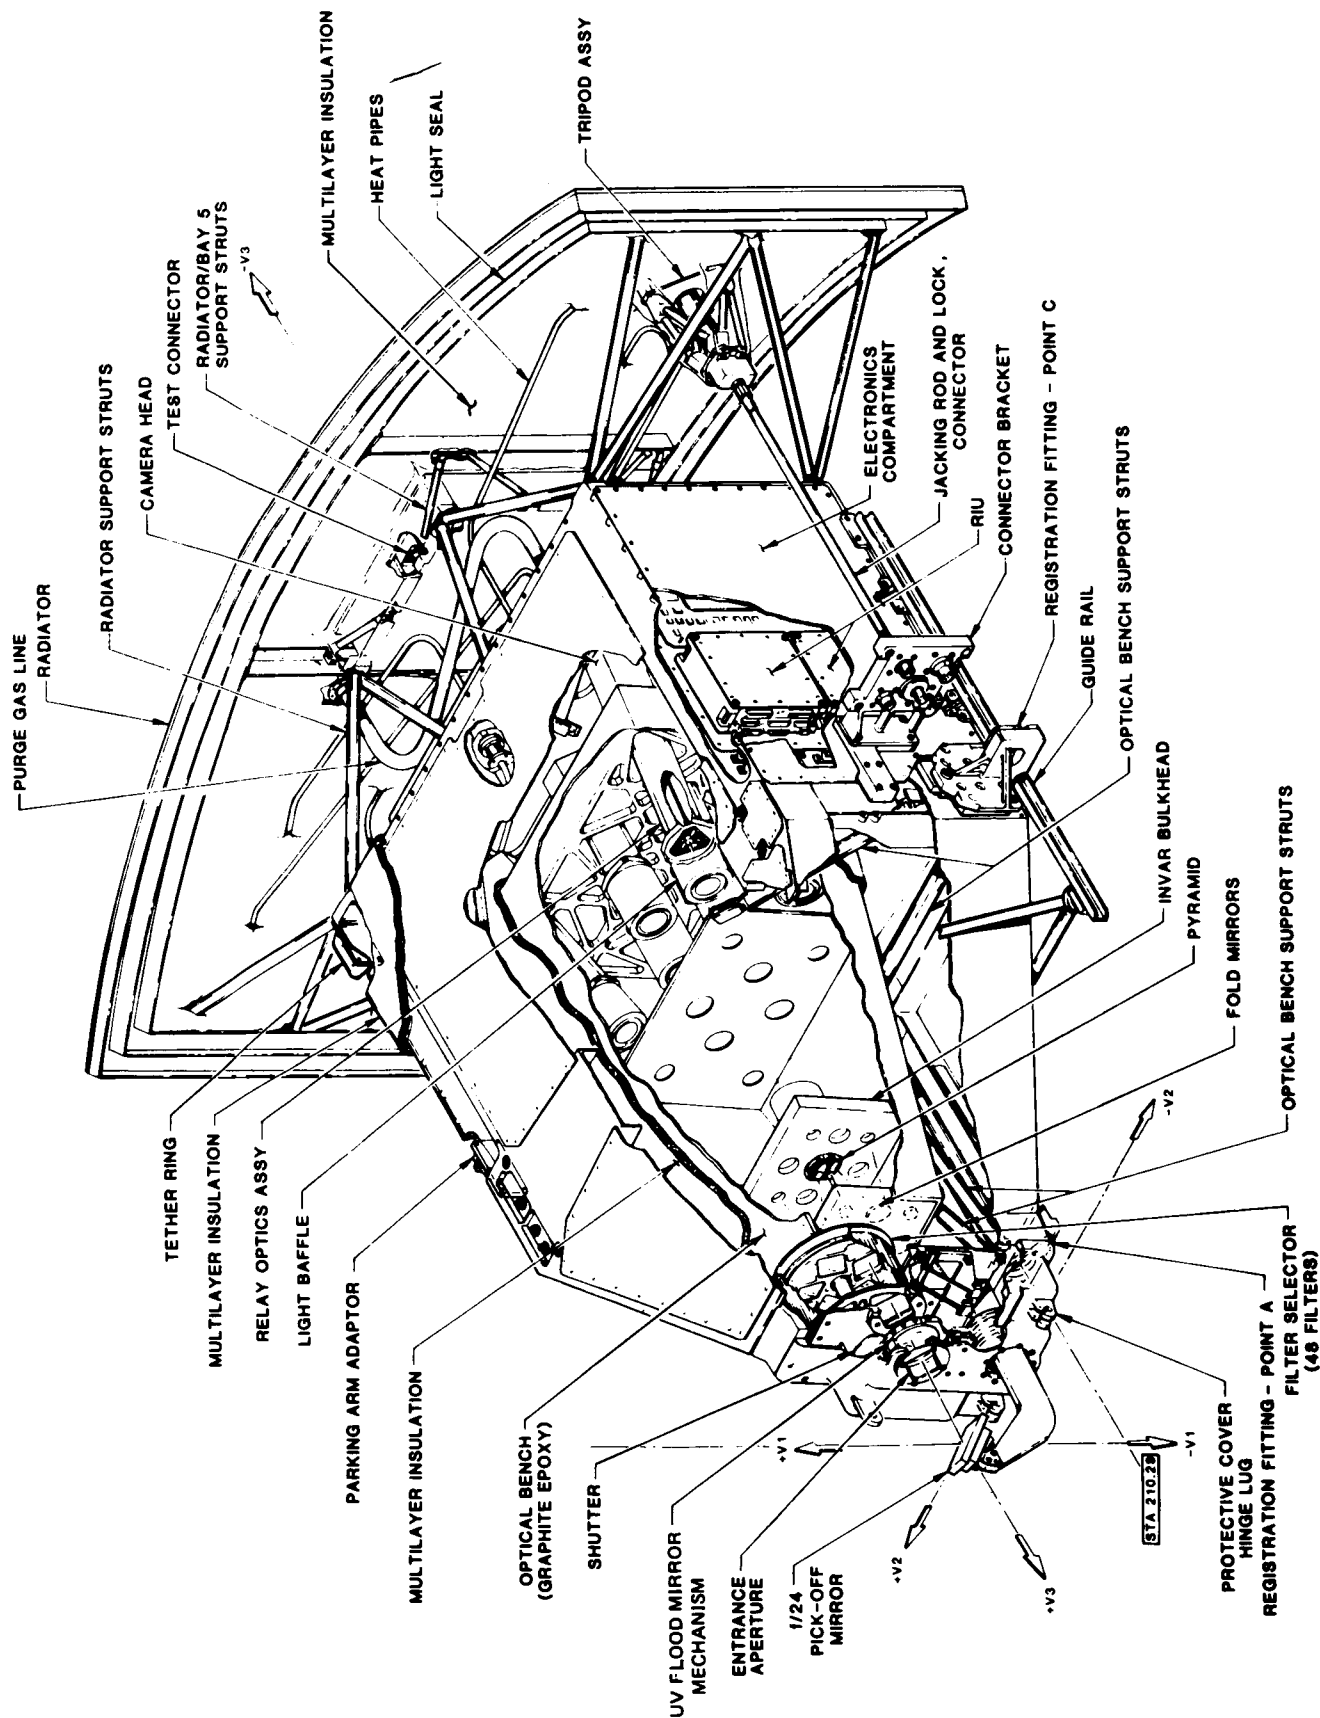 PURGE GAS LINE
RADIATOR
RADIATOR SUPPORT STRUTS
CAMERA HEAD
TEST CONNECTOR
RADIATOR/BAY 5
SUPPORT STRUTS
-V3
MULTILAYER INSULATION
HEAT PIPES
LIGHT SEAL
TRIPOD ASSY
ELECTRONICS
COMPARTMENT
JACKING ROD AND LOCK,
CONNECTOR
RIU
CONNECTOR BRACKET
REGISTRATION FITTING - POINT C
GUIDE RAIL
OPTICAL BENCH SUPPORT STRUTS
INVAR BULKHEAD
PYRAMID
FOLD MIRRORS
OPTICAL BENCH SUPPORT STRUTS
-V2
TETHER RING
MULTILAYER INSULATION
RELAY OPTICS ASSY
LIGHT BAFFLE
PARKING ARM ADAPTOR
MULTILAYER INSULATION
OPTICAL BENCH
(GRAPHITE EPOXY)
SHUTTER
UV FLOOD MIRROR
MECHANISM
ENTRANCE
APERTURE
f/24
PICK-OFF
MIRROR
+V1
+V2
+V3
-V1
STA 210.28
PROTECTIVE COVER
HINGE LUG
REGISTRATION FITTING - POINT A
FILTER SELECTOR
(48 FILTERS)